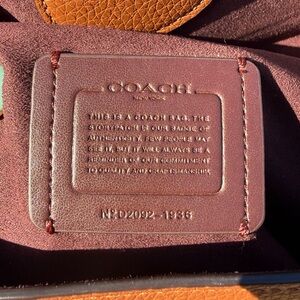 COACH
NEW YORK
THIS IS A COACH BAG. THE
STORYPATCH IS OUR BADGE OF
AUTHENTICITY. FEW PEOPLE MAY
SEE IT, BUT IT WILL ALWAYS BE A
REMINDER OF OUR COMMITMENT
TO QUALITY AND CRAFTSMANSHIP.
Nº D2092-1936